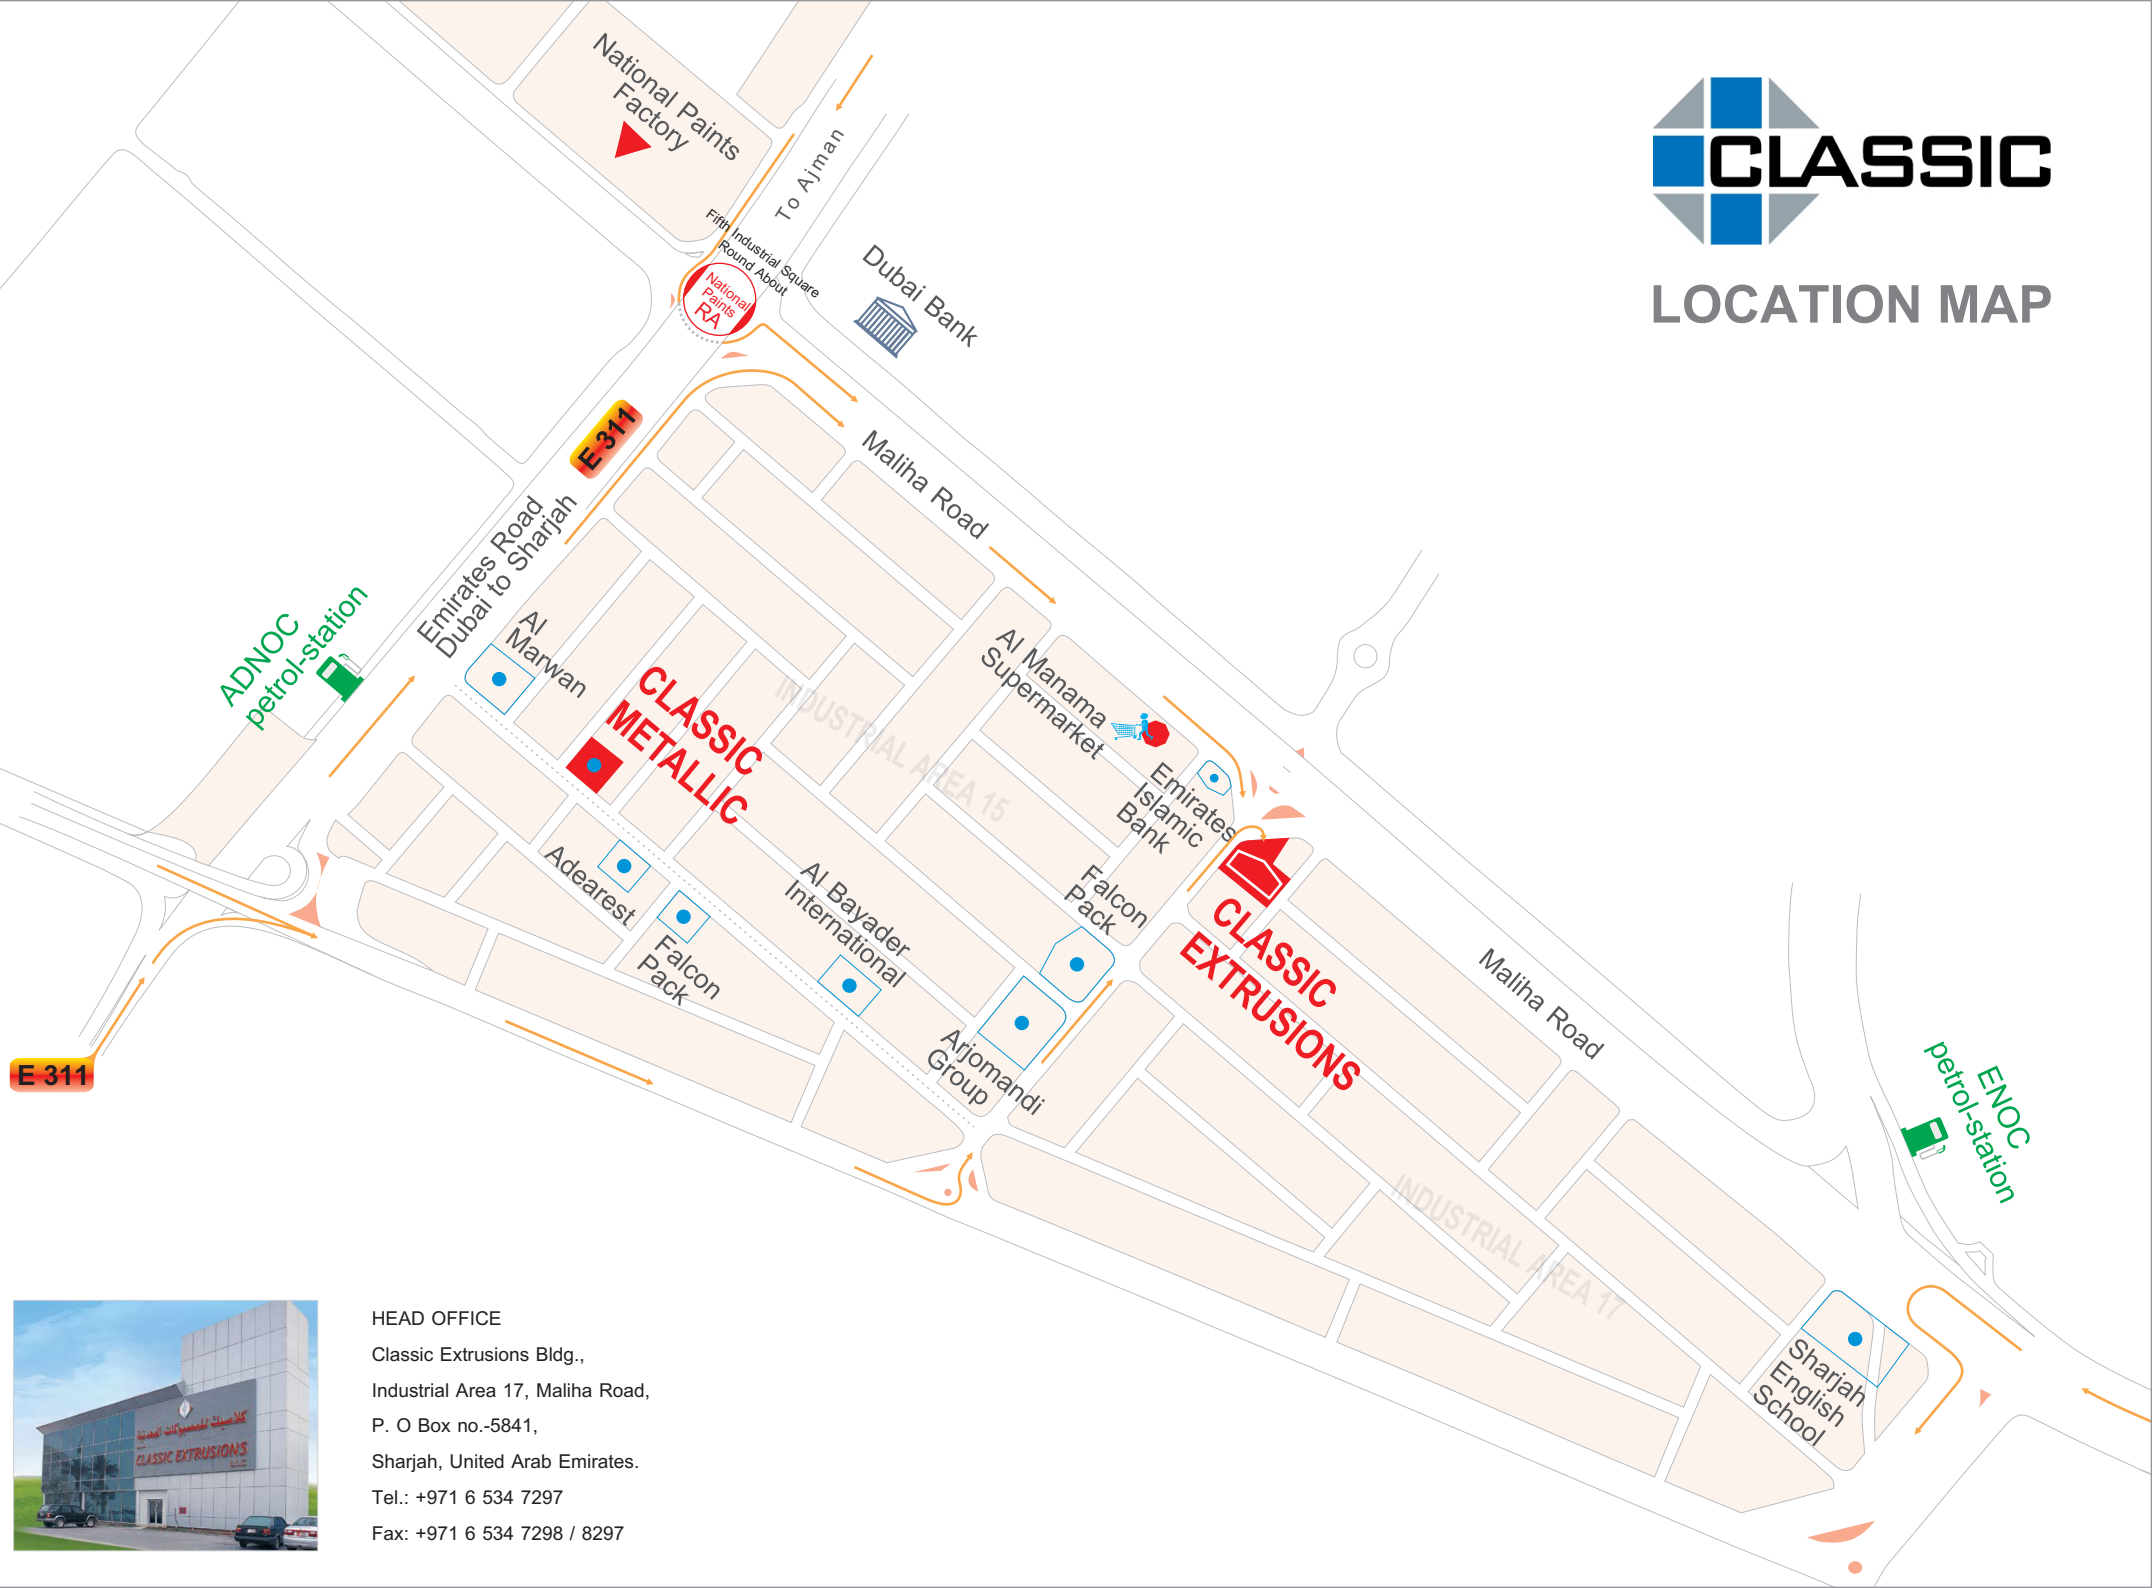 CLASSIC
LOCATION MAP
National Paints
Factory
To Ajman
Fifth Industrial Square
Round About
National
Paints
RA
Dubai Bank
E 311
Maliha Road
Emirates Road
Dubai to Sharjah
ADNOC
petrol-station
Al
Marwan
CLASSIC
METALLIC
INDUSTRIAL AREA 15
Al Manama
Supermarket
Emirates
Islamic
Bank
Adearest
Falcon
Pack
Al Bayader
International
Falcon
Pack
Arjomandi
Group
CLASSIC
EXTRUSIONS
Maliha Road
E 311
ENOC
petrol-station
INDUSTRIAL AREA 17
Sharjah
English
School
كلاسيك للمسحوبات المعدنية
CLASSIC EXTRUSIONS
L.L.C
HEAD OFFICE
Classic Extrusions Bldg.,
Industrial Area 17, Maliha Road,
P. O Box no.-5841,
Sharjah, United Arab Emirates.
Tel.: +971 6 534 7297
Fax: +971 6 534 7298 / 8297